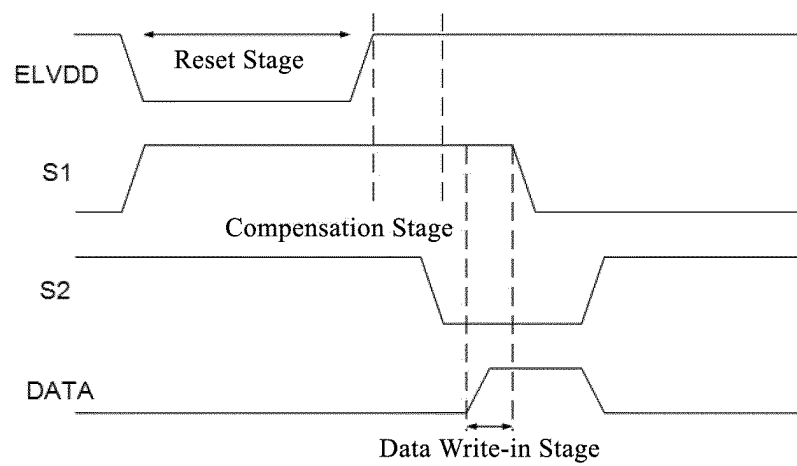 Reset Stage
ELVDD
S1
Compensation Stage
S2
DATA
Data Write-in Stage